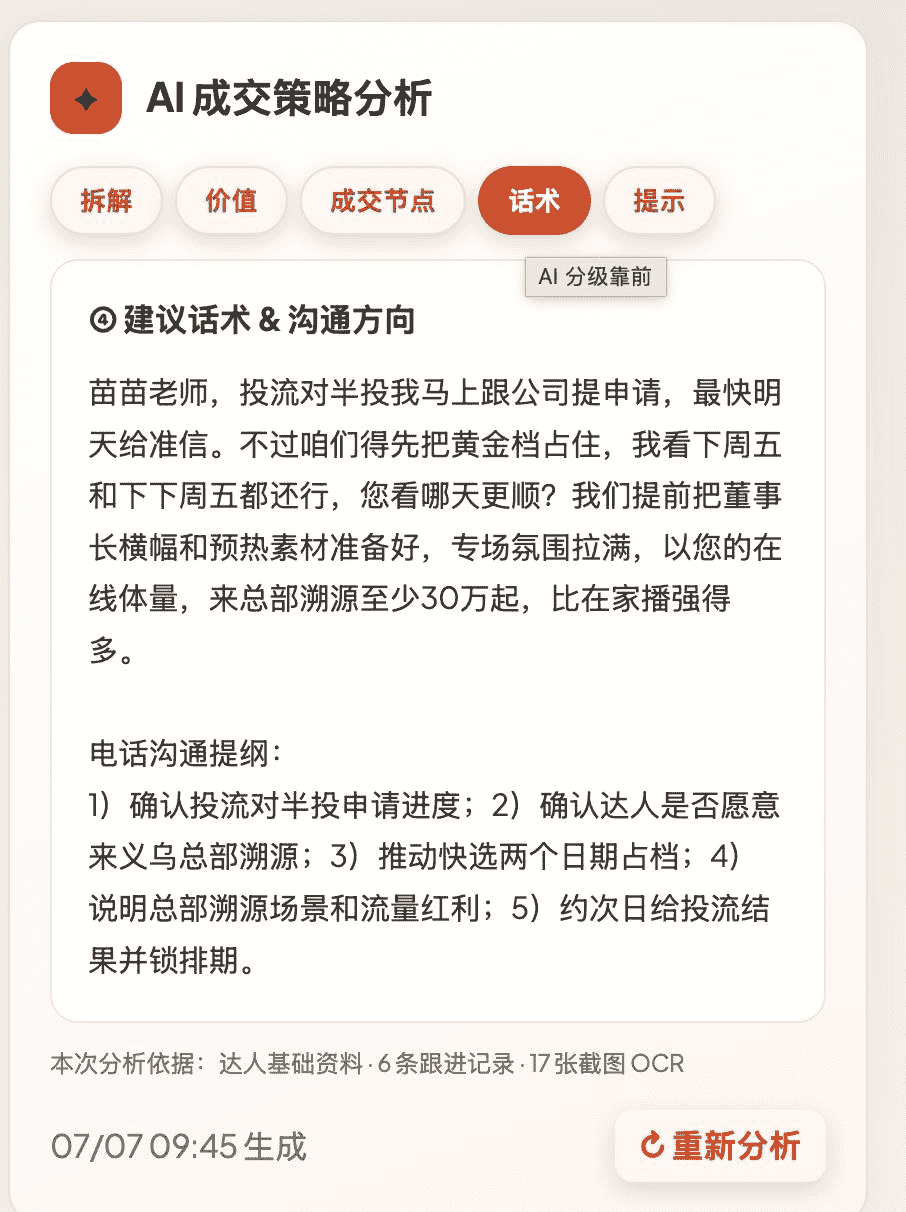 AI 成交策略分析
拆解 价值 成交节点 话术 提示
AI 分级靠前
④ 建议话术 & 沟通方向
苗苗老师，投流对半投我马上跟公司提申请，最快明
天给准信。不过咱们得先把黄金档占住，我看下周五
和下下周五都还行，您看哪天更顺？我们提前把董事
长横幅和预热素材准备好，专场氛围拉满，以您的在
线体量，来总部溯源至少30万起，比在家播强得
多。
电话沟通提纲：
1）确认投流对半投申请进度；2）确认达人是否愿意
来义乌总部溯源；3）推动快选两个日期占档；4）
说明总部溯源场景和流量红利；5）约次日给投流结
果并锁排期。
本次分析依据：达人基础资料 · 6 条跟进记录 · 17 张截图 OCR
07/07 09:45 生成
↻ 重新分析